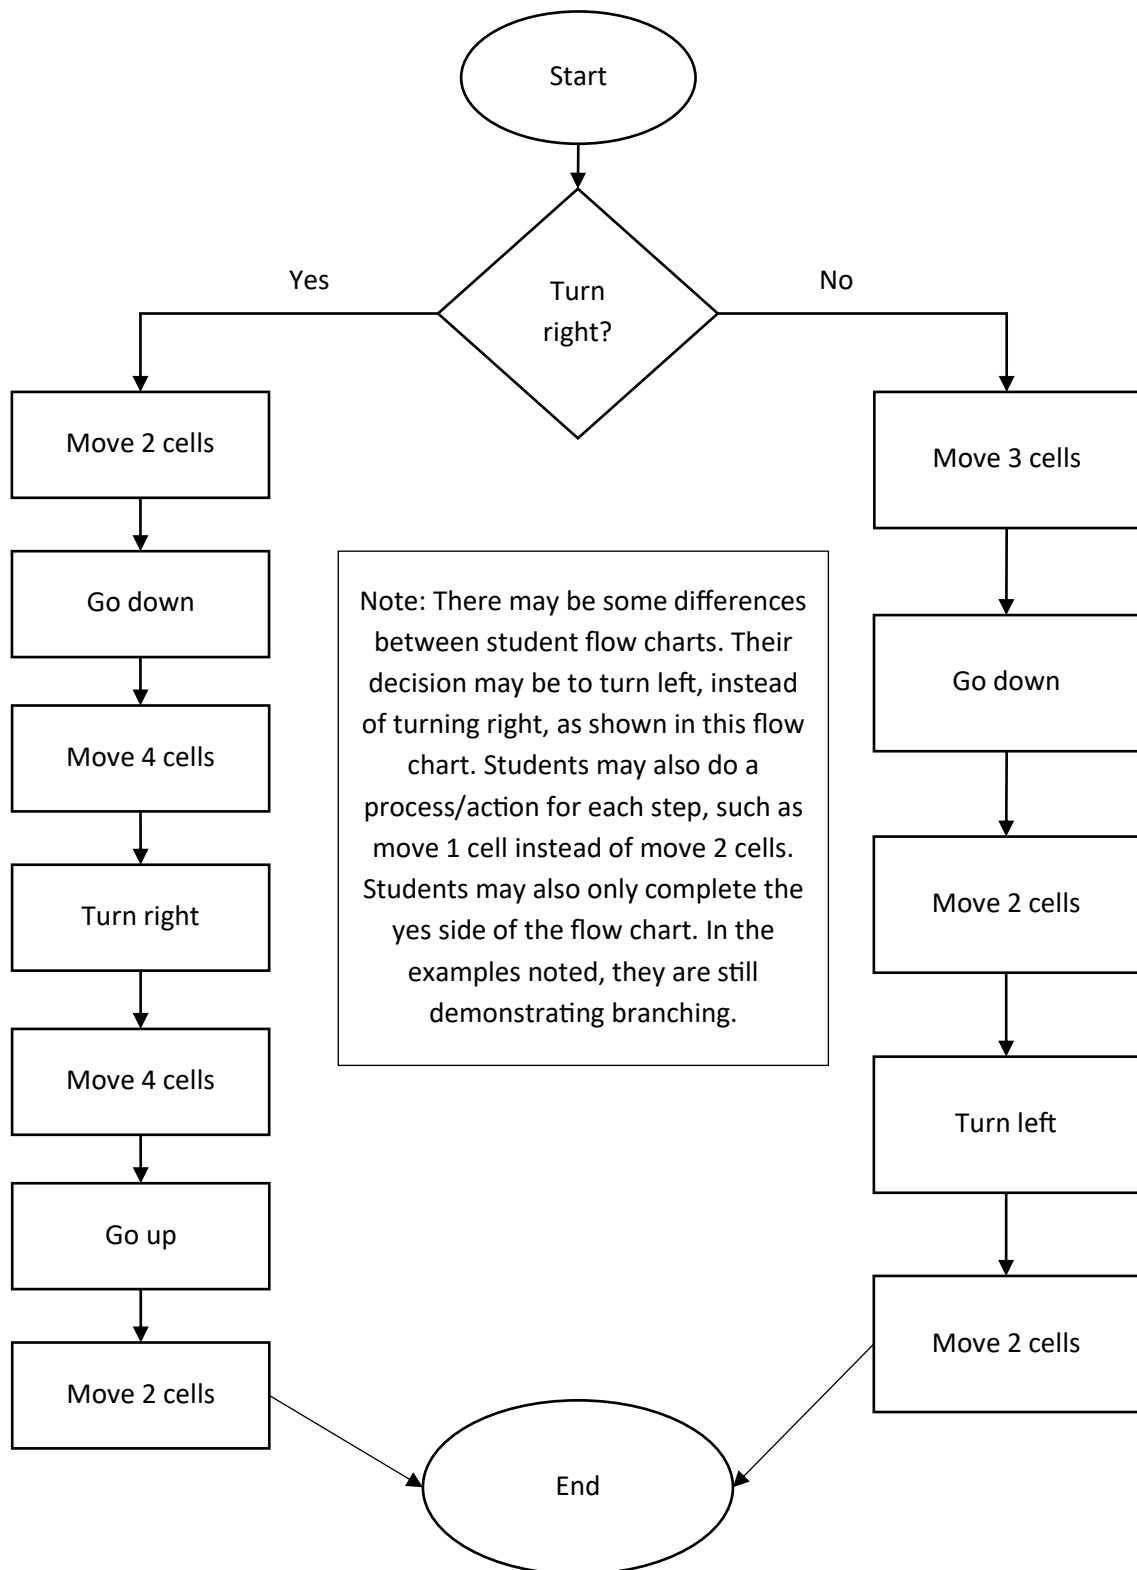 Start
Turn
right?
Yes
No
Move 2 cells
Go down
Move 4 cells
Turn right
Move 4 cells
Go up
Move 2 cells
Note: There may be some differences
between student flow charts. Their
decision may be to turn left, instead
of turning right, as shown in this flow
chart. Students may also do a
process/action for each step, such as
move 1 cell instead of move 2 cells.
Students may also only complete the
yes side of the flow chart. In the
examples noted, they are still
demonstrating branching.
Move 3 cells
Go down
Move 2 cells
Turn left
Move 2 cells
End